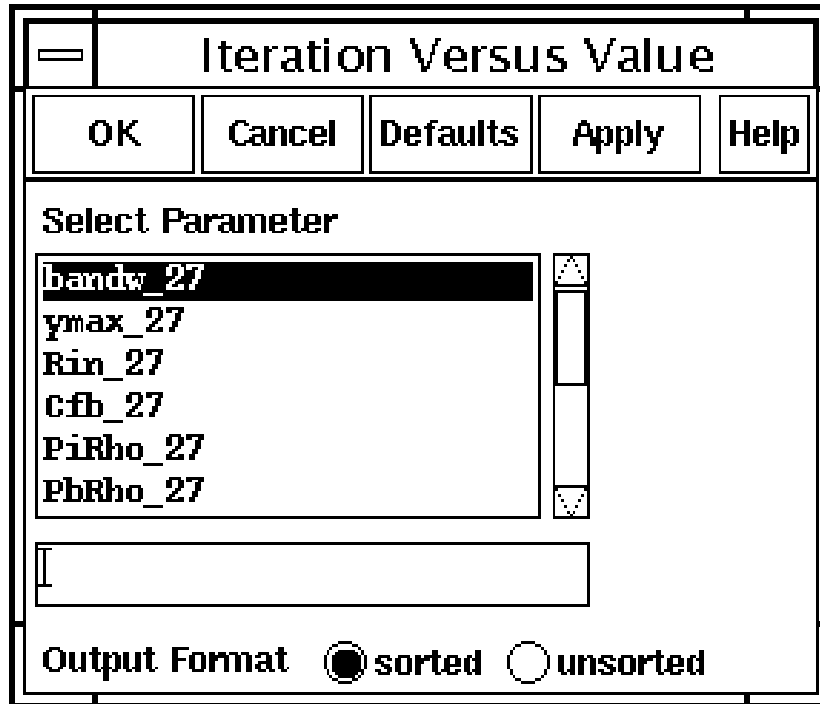 Iteration Versus Value
OK Cancel Defaults Apply Help
Select Parameter
bandw_27
ymax_27
Rin_27
Cfb_27
PiRho_27
PbRho_27
Output Format sorted unsorted